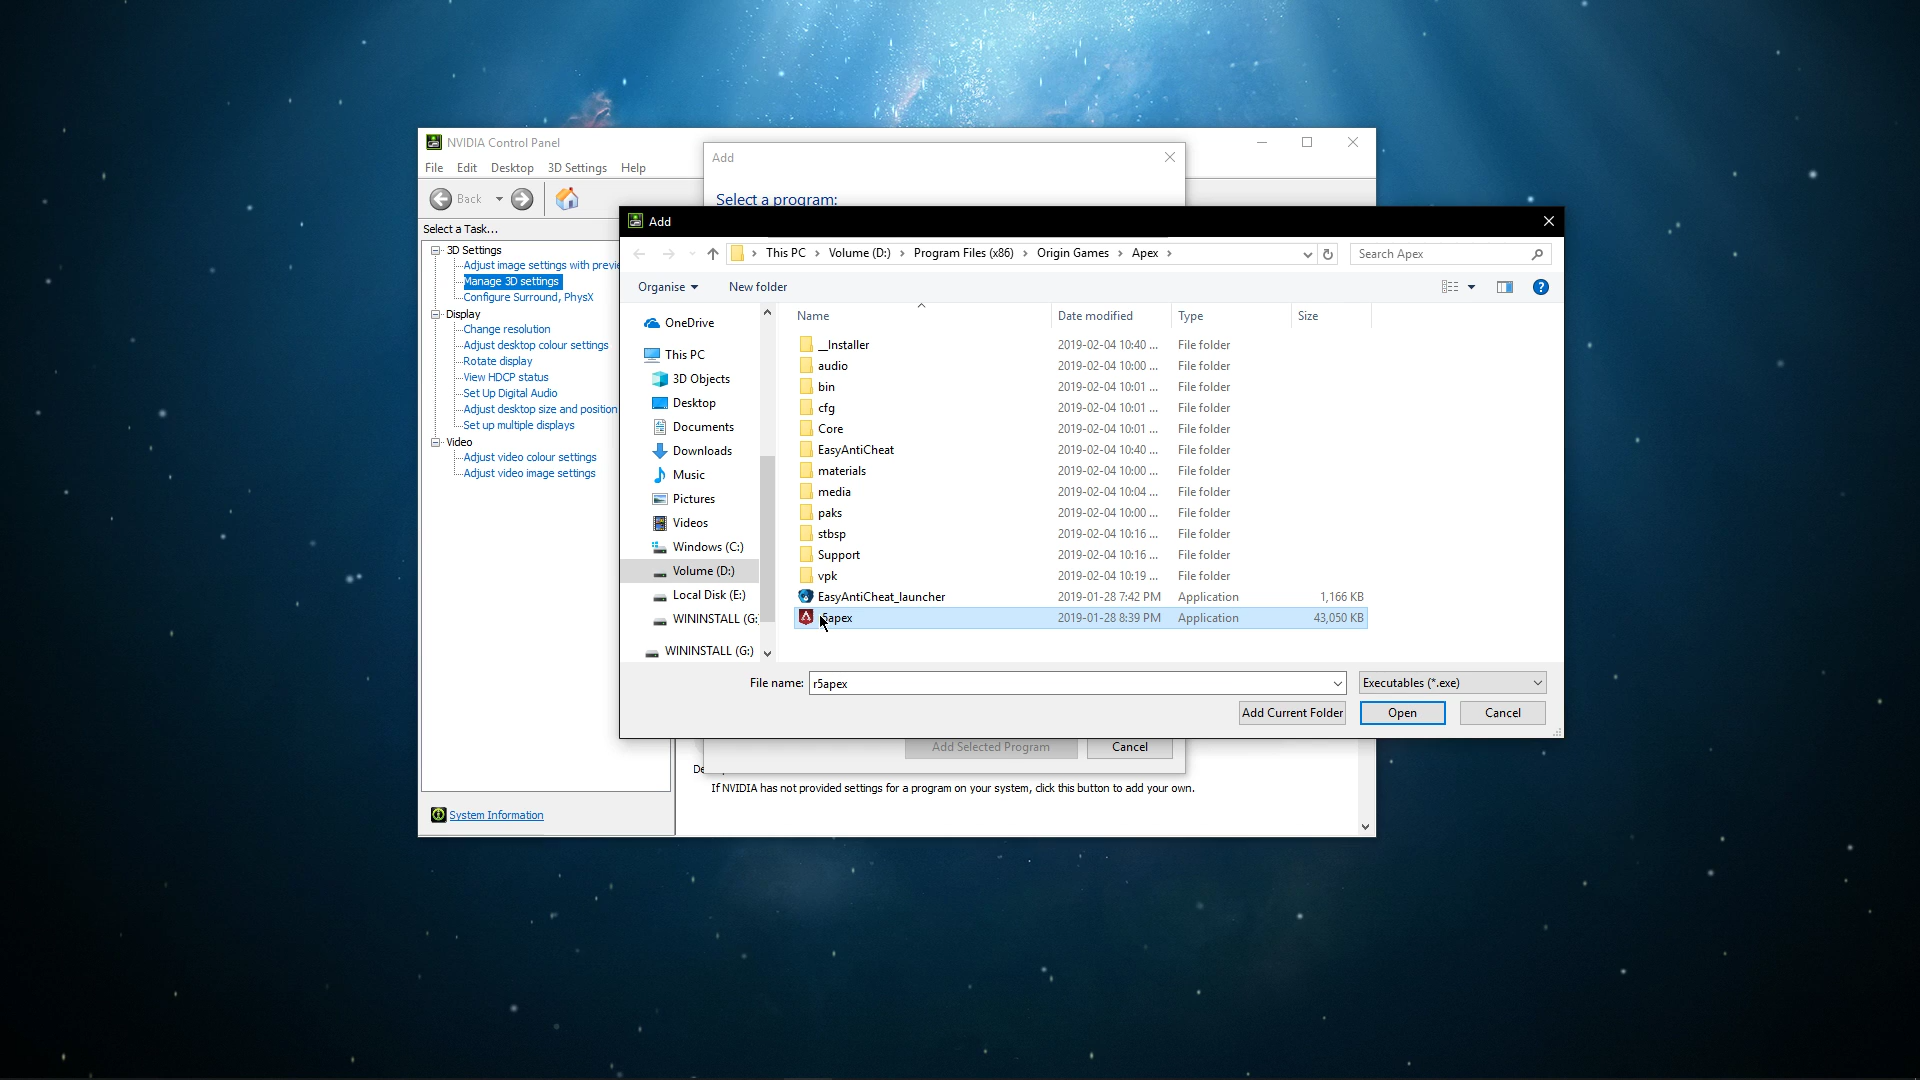 NVIDIA Control Panel
File Edit Desktop 3D Settings Help
Back
Select a Task...
3D Settings
Adjust image settings with previe
Manage 3D settings
Configure Surround, PhysX
Display
Change resolution
Adjust desktop colour settings
Rotate display
View HDCP status
Set Up Digital Audio
Adjust desktop size and position
Set up multiple displays
Video
Adjust video colour settings
Adjust video image settings
System Information
Add
Select a program:
Add
This PC > Volume (D:) > Program Files (x86) > Origin Games > Apex >
Search Apex
Organise
New folder
OneDrive
This PC
3D Objects
Desktop
Documents
Downloads
Music
Pictures
Videos
Windows (C:)
Volume (D:)
Local Disk (E:)
WININSTALL (G:
WININSTALL (G:)
Name Date modified Type Size
__Installer 2019-02-04 10:40 ... File folder
audio 2019-02-04 10:00 ... File folder
bin 2019-02-04 10:01 ... File folder
cfg 2019-02-04 10:01 ... File folder
Core 2019-02-04 10:01 ... File folder
EasyAntiCheat 2019-02-04 10:40 ... File folder
materials 2019-02-04 10:00 ... File folder
media 2019-02-04 10:04 ... File folder
paks 2019-02-04 10:00 ... File folder
stbsp 2019-02-04 10:16 ... File folder
Support 2019-02-04 10:16 ... File folder
vpk 2019-02-04 10:19 ... File folder
EasyAntiCheat_launcher 2019-01-28 7:42 PM Application 1,166 KB
r5apex 2019-01-28 8:39 PM Application 43,050 KB
File name: r5apex
Executables (*.exe)
Add Current Folder Open Cancel
Add Selected Program Cancel
If NVIDIA has not provided settings for a program on your system, click this button to add your own.